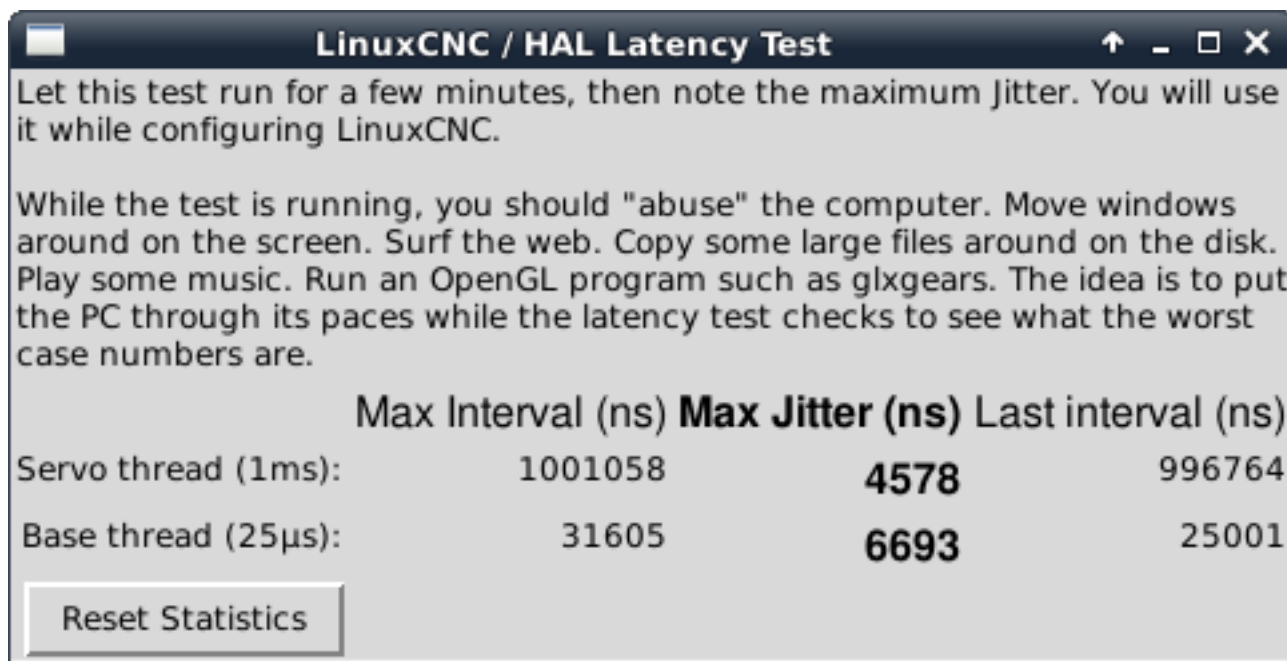 LinuxCNC / HAL Latency Test
Let this test run for a few minutes, then note the maximum Jitter. You will use
it while configuring LinuxCNC.
While the test is running, you should "abuse" the computer. Move windows
around on the screen. Surf the web. Copy some large files around on the disk.
Play some music. Run an OpenGL program such as glxgears. The idea is to put
the PC through its paces while the latency test checks to see what the worst
case numbers are.
Max Interval (ns) Max Jitter (ns) Last interval (ns)
Servo thread (1ms): 1001058 4578 996764
Base thread (25µs): 31605 6693 25001
Reset Statistics